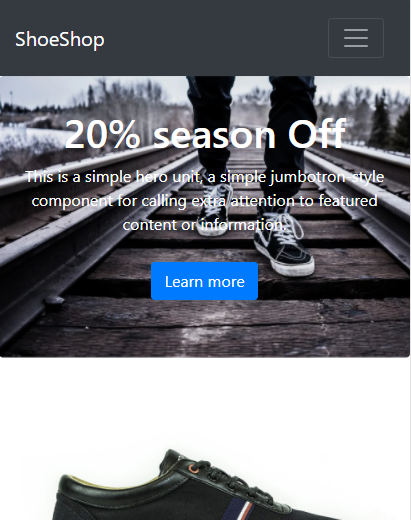 ShoeShop
20% season Off
This is a simple hero unit, a simple jumbotron-style
component for calling extra attention to featured
content or information.
Learn more